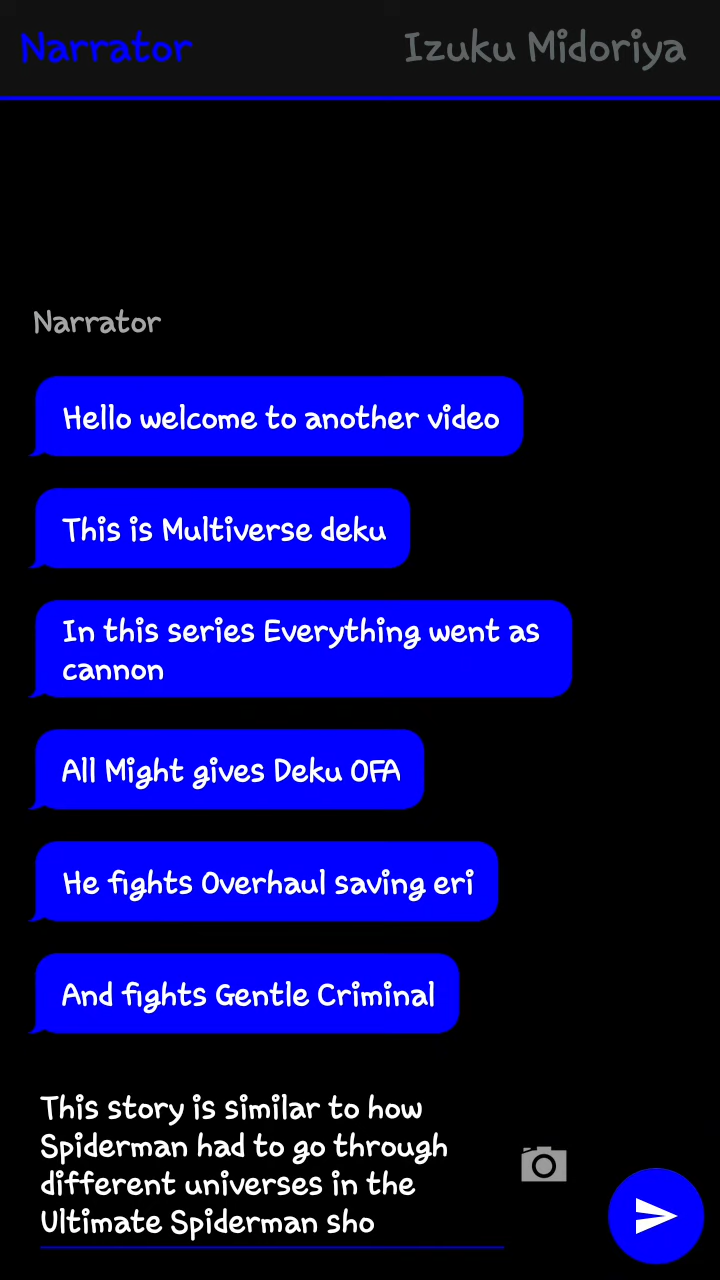 Narrator Izuku Midoriya
Narrator
Hello welcome to another video
This is Multiverse deku
In this series Everything went as
cannon
All Might gives Deku OFA
He fights Overhaul saving eri
And fights Gentle Criminal
This story is similar to how
Spiderman had to go through
different universes in the
Ultimate Spiderman sho